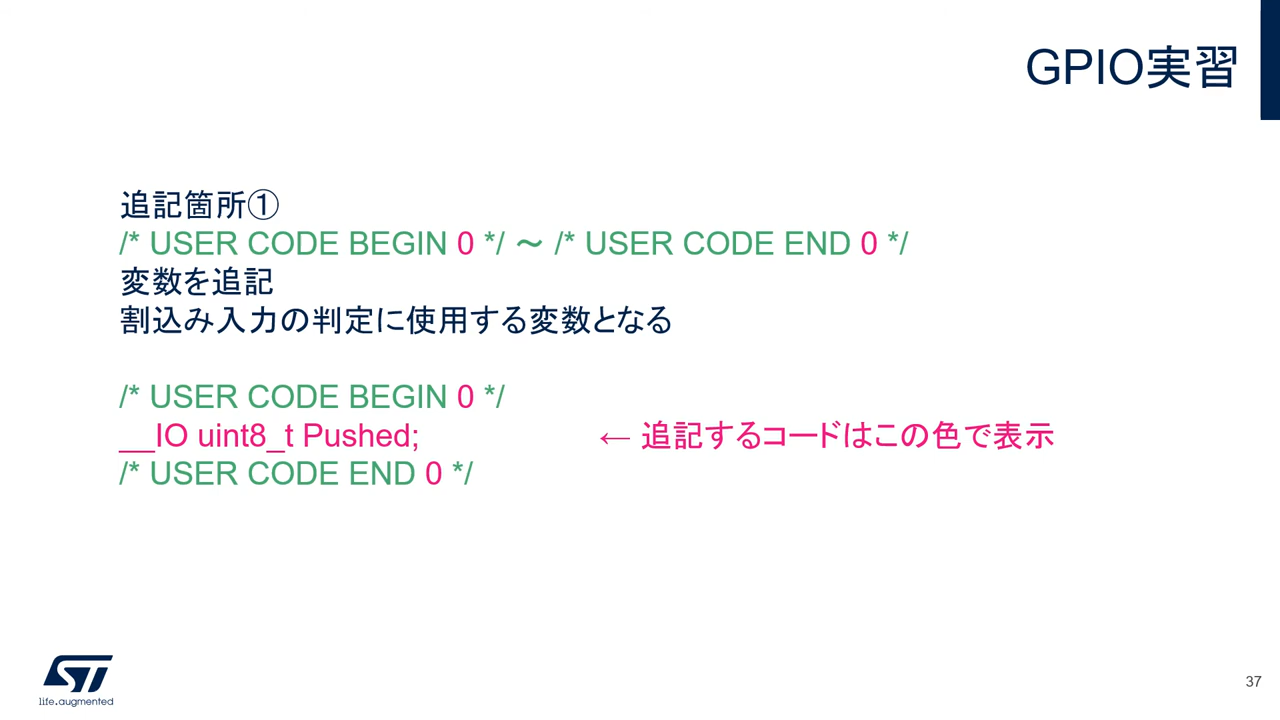 GPIO実習
追記箇所①
/* USER CODE BEGIN 0 */ ～ /* USER CODE END 0 */
変数を追記
割込み入力の判定に使用する変数となる
/* USER CODE BEGIN 0 */
__IO uint8_t Pushed; ← 追記するコードはこの色で表示
/* USER CODE END 0 */
ST
life.augmented
37